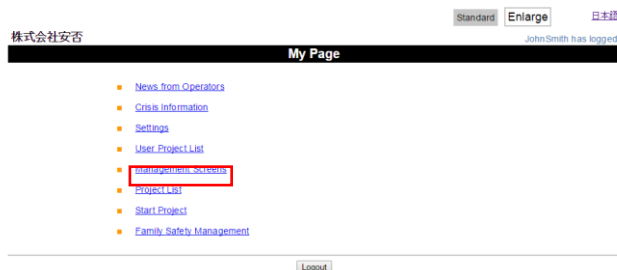 Standard Enlarge 日本語
株式会社安否
JohnSmith has logged
My Page
News from Operators
Crisis Information
Settings
User Project List
Management Screens
Project List
Start Project
Family Safety Management
Logout